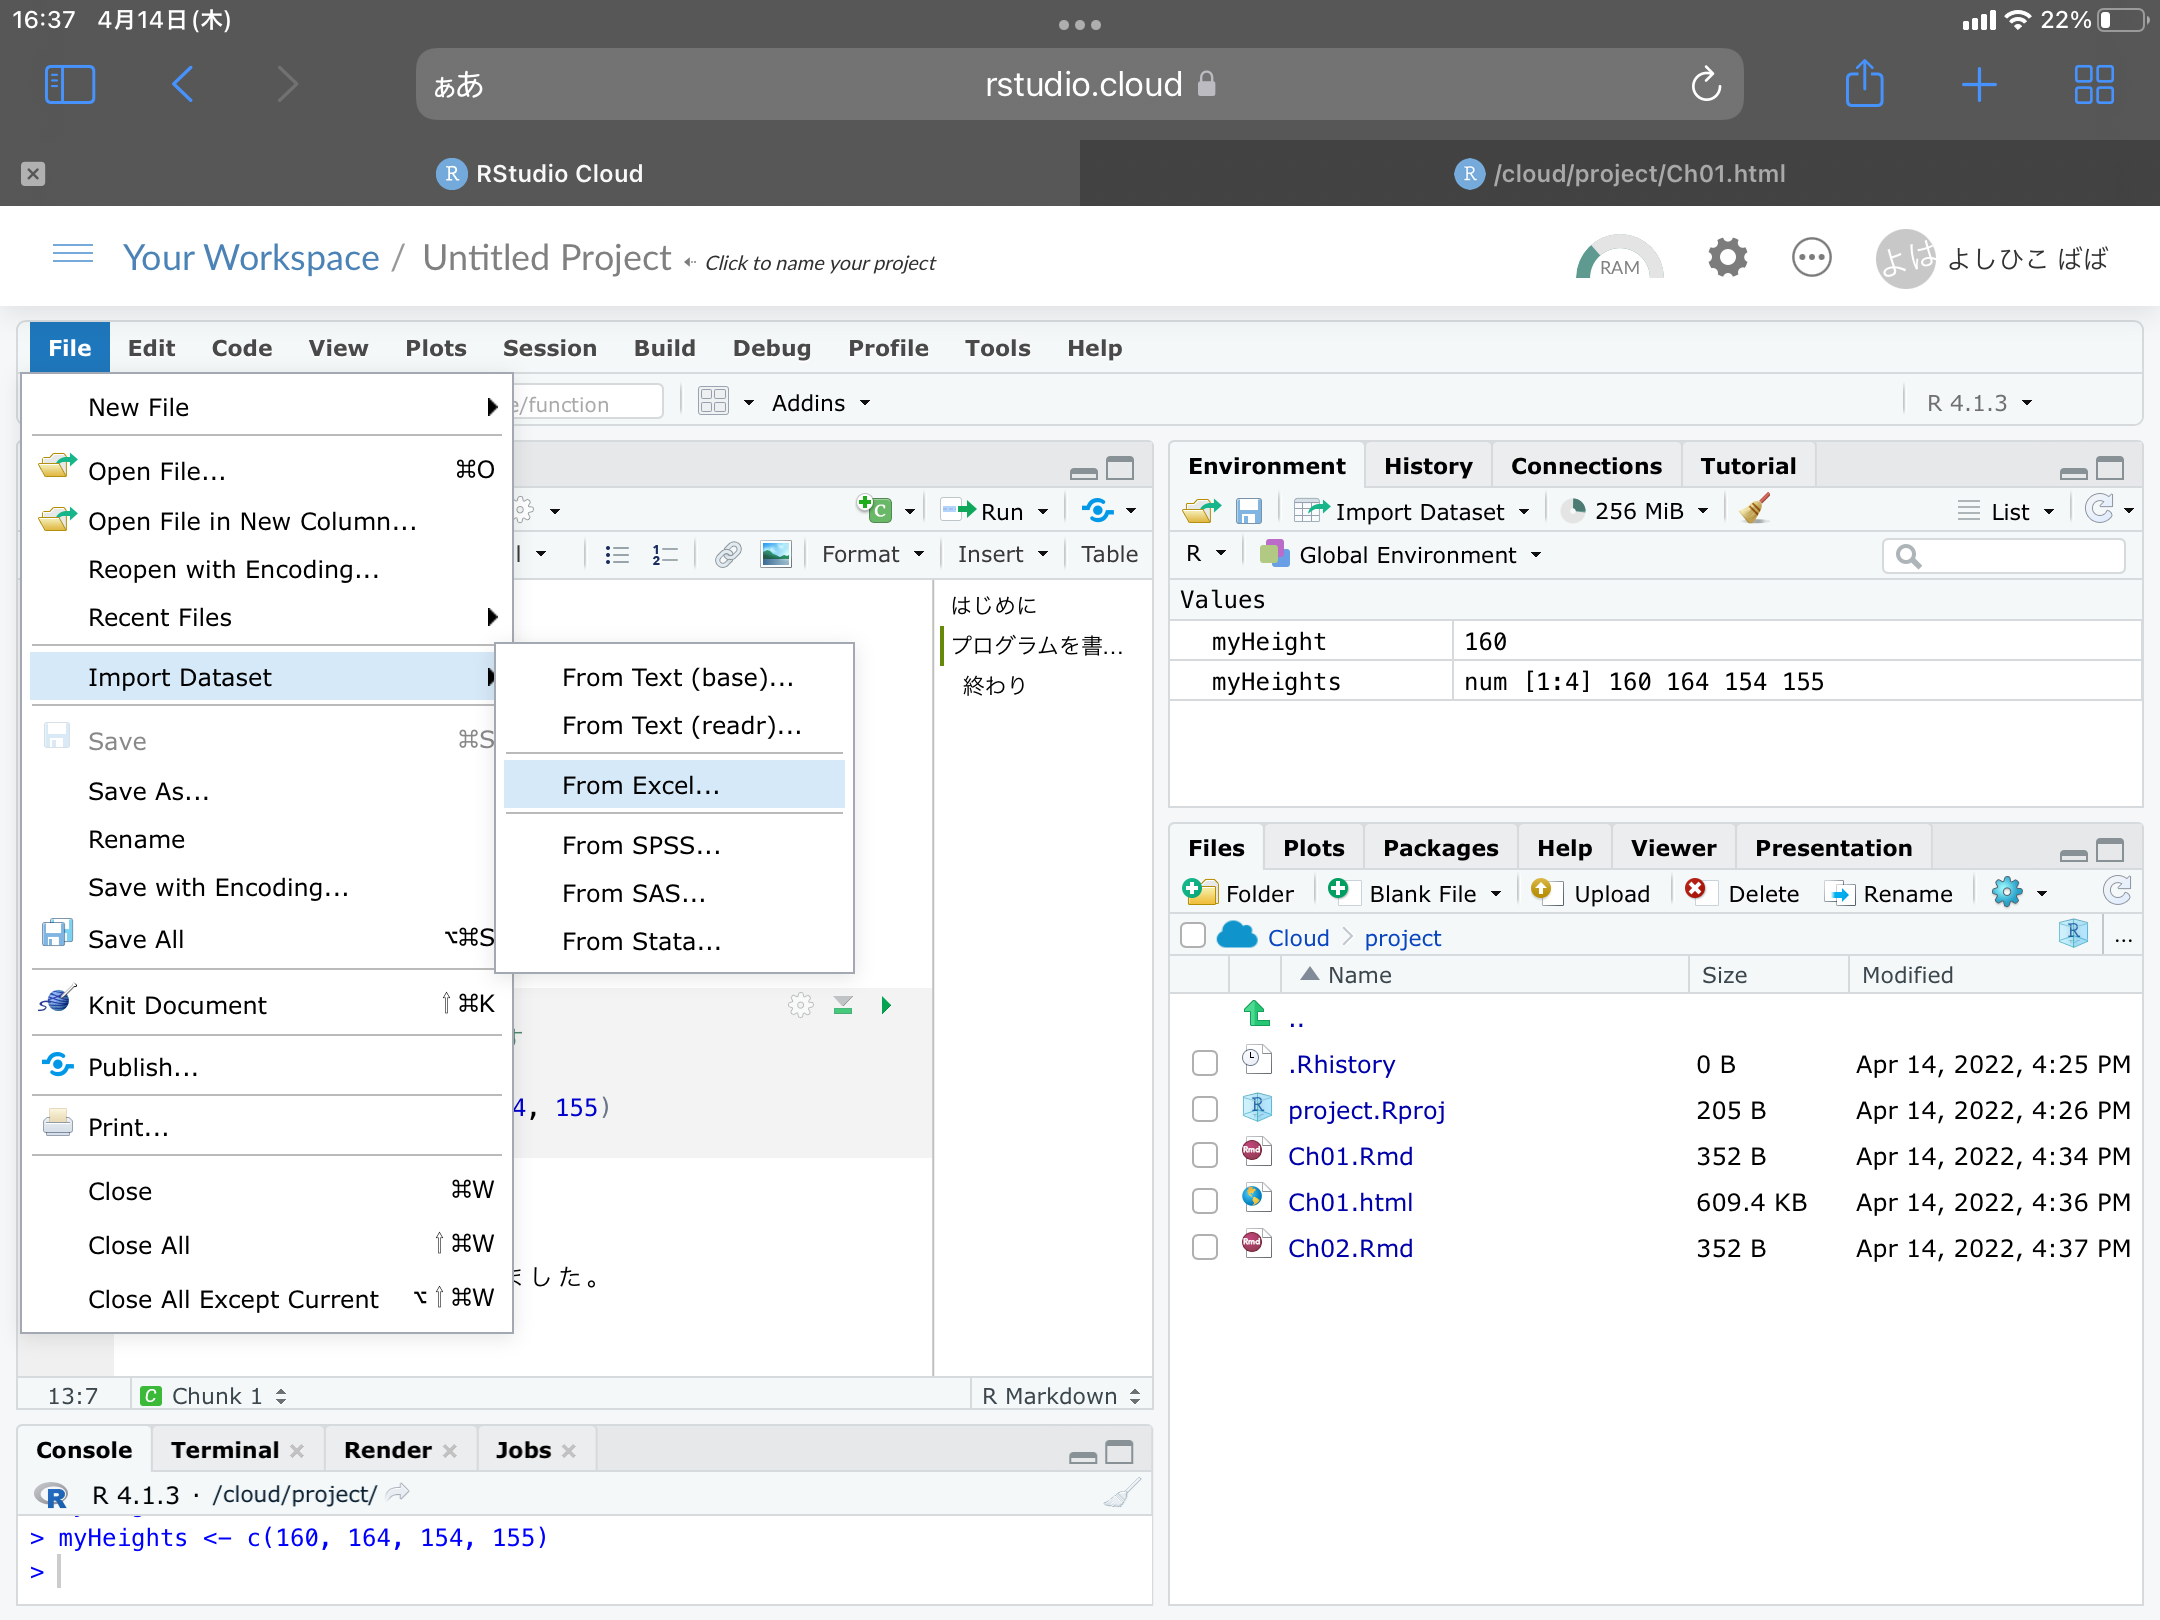 16:37 4月14日(木)
22%
ぁあ rstudio.cloud
RStudio Cloud
/cloud/project/Ch01.html
Your Workspace / Untitled Project Click to name your project
RAM
よは よしひこ ばば
File Edit Code View Plots Session Build Debug Profile Tools Help
e/function
Addins
R 4.1.3
New File
Open File... ⌘O
Open File in New Column...
Reopen with Encoding...
Recent Files
Import Dataset
Save ⌘S
Save As...
Rename
Save with Encoding...
Save All ⌥⌘S
Knit Document ⇧⌘K
Publish...
Print...
Close ⌘W
Close All ⇧⌘W
Close All Except Current ⌥⇧⌘W
From Text (base)...
From Text (readr)...
From Excel...
From SPSS...
From SAS...
From Stata...
Run
Format Insert Table
はじめに
プログラムを書...
終わり
4, 155)
ました。
13:7 C Chunk 1 R Markdown
Console Terminal Render Jobs
R 4.1.3 · /cloud/project/
> myHeights <- c(160, 164, 154, 155)
>
Environment History Connections Tutorial
Import Dataset 256 MiB List
R Global Environment
Values
myHeight 160
myHeights num [1:4] 160 164 154 155
Files Plots Packages Help Viewer Presentation
Folder Blank File Upload Delete Rename
Cloud project ...
Name Size Modified
..
.Rhistory 0 B Apr 14, 2022, 4:25 PM
project.Rproj 205 B Apr 14, 2022, 4:26 PM
Ch01.Rmd 352 B Apr 14, 2022, 4:34 PM
Ch01.html 609.4 KB Apr 14, 2022, 4:36 PM
Ch02.Rmd 352 B Apr 14, 2022, 4:37 PM